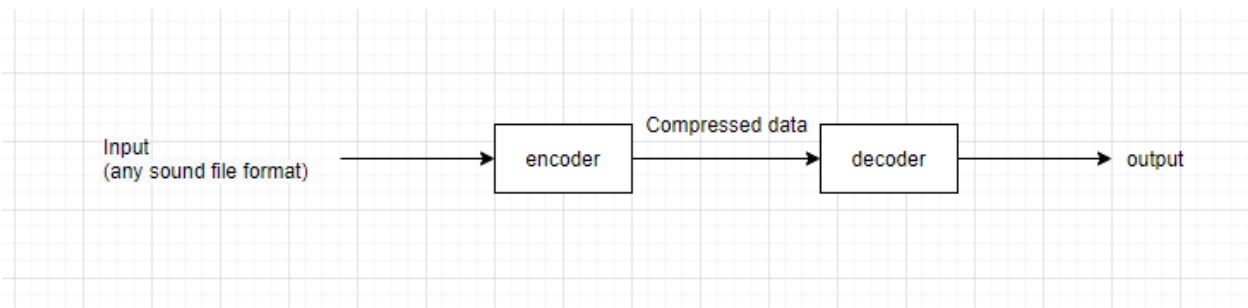 Input
(any sound file format)
encoder
Compressed data
decoder
output